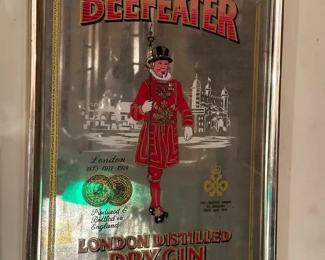 BEEFEATER
London
Produced &
Bottled in
England
LONDON DISTILLED
DRY GIN